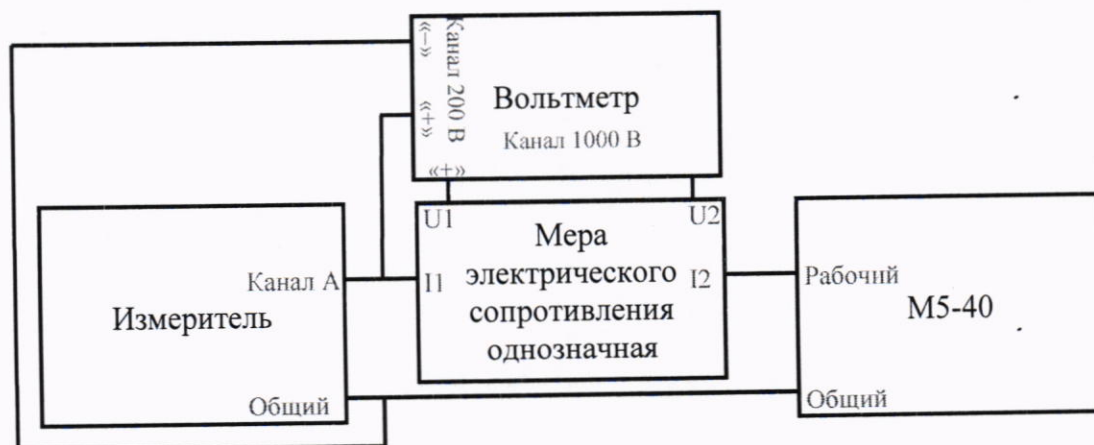 «–»
Канал 200 В
«+»
Вольтметр
Канал 1000 В
«+»
U1
U2
Мера
электрического
сопротивления
однозначная
I1
I2
Канал А
Измеритель
Общий
Рабочий
М5-40
Общий